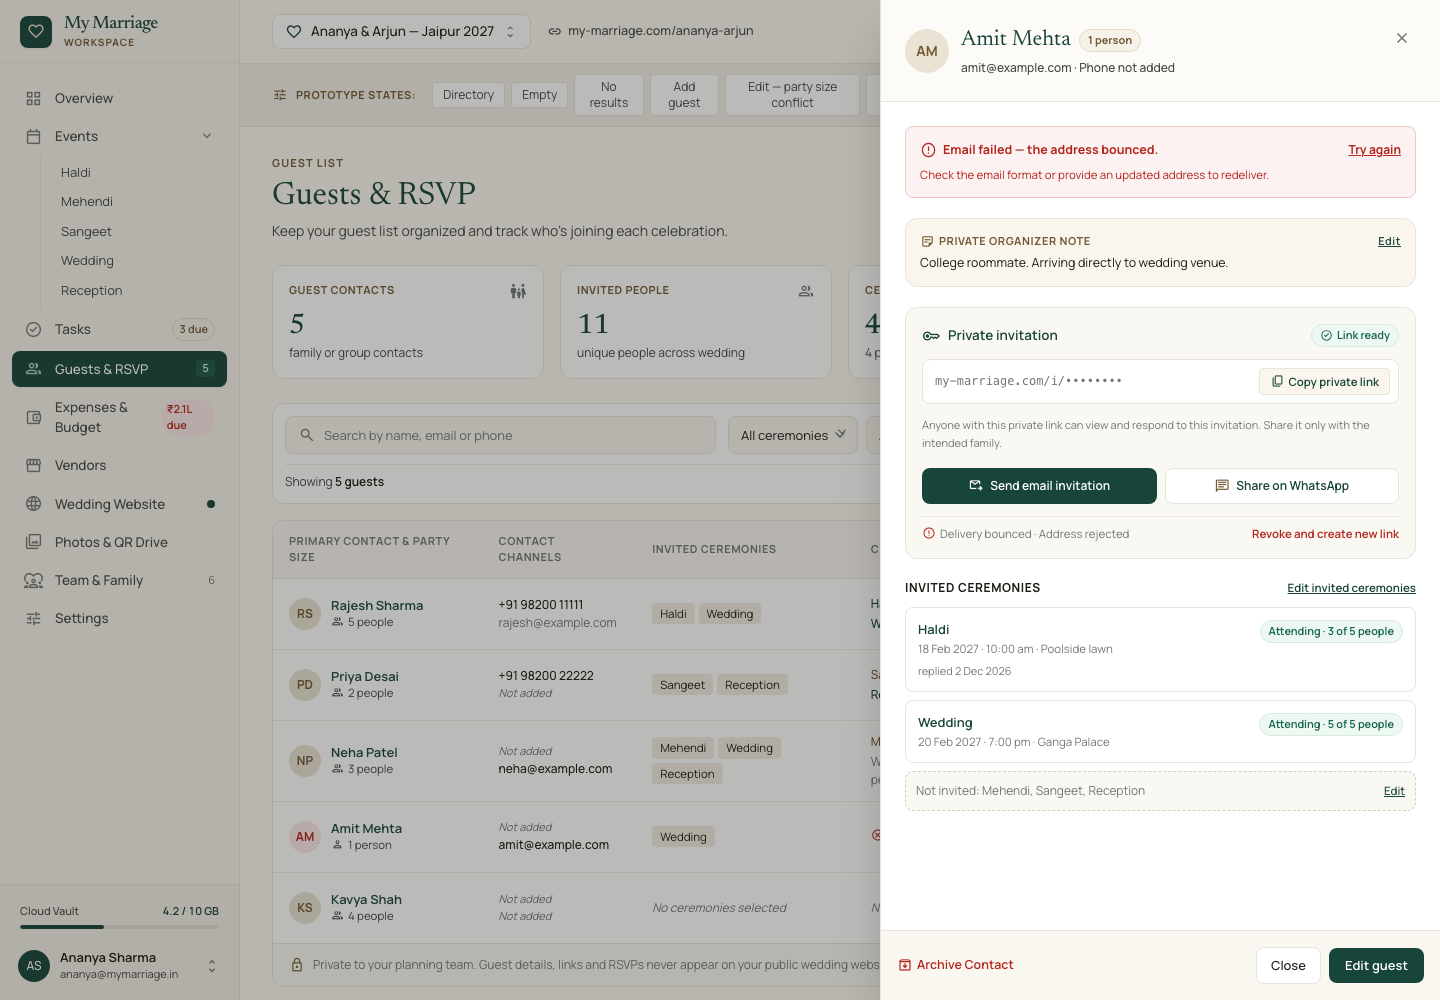 My Marriage
WORKSPACE
Overview
Events
Haldi
Mehendi
Sangeet
Wedding
Reception
Tasks
3 due
Guests & RSVP
5
Expenses &
Budget
₹2.1L
due
Vendors
Wedding Website
Photos & QR Drive
Team & Family
6
Settings
Cloud Vault
4.2 / 10 GB
AS
Ananya Sharma
ananya@mymarriage.in
Ananya & Arjun — Jaipur 2027
my-marriage.com/ananya-arjun
PROTOTYPE STATES:
Directory
Empty
No
results
Add
guest
Edit — party size
conflict
GUEST LIST
Guests & RSVP
Keep your guest list organized and track who's joining each celebration.
GUEST CONTACTS
5
family or group contacts
INVITED PEOPLE
11
unique people across wedding
CE
4
4 p
Search by name, email or phone
All ceremonies
Showing 5 guests
PRIMARY CONTACT & PARTY
SIZE
CONTACT
CHANNELS
INVITED CEREMONIES
RS
Rajesh Sharma
5 people
+91 98200 11111
rajesh@example.com
Haldi
Wedding
PD
Priya Desai
2 people
+91 98200 22222
Not added
Sangeet
Reception
NP
Neha Patel
3 people
Not added
neha@example.com
Mehendi
Wedding
Reception
AM
Amit Mehta
1 person
Not added
amit@example.com
Wedding
KS
Kavya Shah
4 people
Not added
Not added
No ceremonies selected
Private to your planning team. Guest details, links and RSVPs never appear on your public wedding webs
AM
Amit Mehta
1 person
amit@example.com · Phone not added
Email failed — the address bounced.
Try again
Check the email format or provide an updated address to redeliver.
PRIVATE ORGANIZER NOTE
Edit
College roommate. Arriving directly to wedding venue.
Private invitation
Link ready
my-marriage.com/i/••••••••
Copy private link
Anyone with this private link can view and respond to this invitation. Share it only with the
intended family.
Send email invitation
Share on WhatsApp
Delivery bounced · Address rejected
Revoke and create new link
INVITED CEREMONIES
Edit invited ceremonies
Haldi
Attending · 3 of 5 people
18 Feb 2027 · 10:00 am · Poolside lawn
replied 2 Dec 2026
Wedding
Attending · 5 of 5 people
20 Feb 2027 · 7:00 pm · Ganga Palace
Not invited: Mehendi, Sangeet, Reception
Edit
Archive Contact
Close
Edit guest